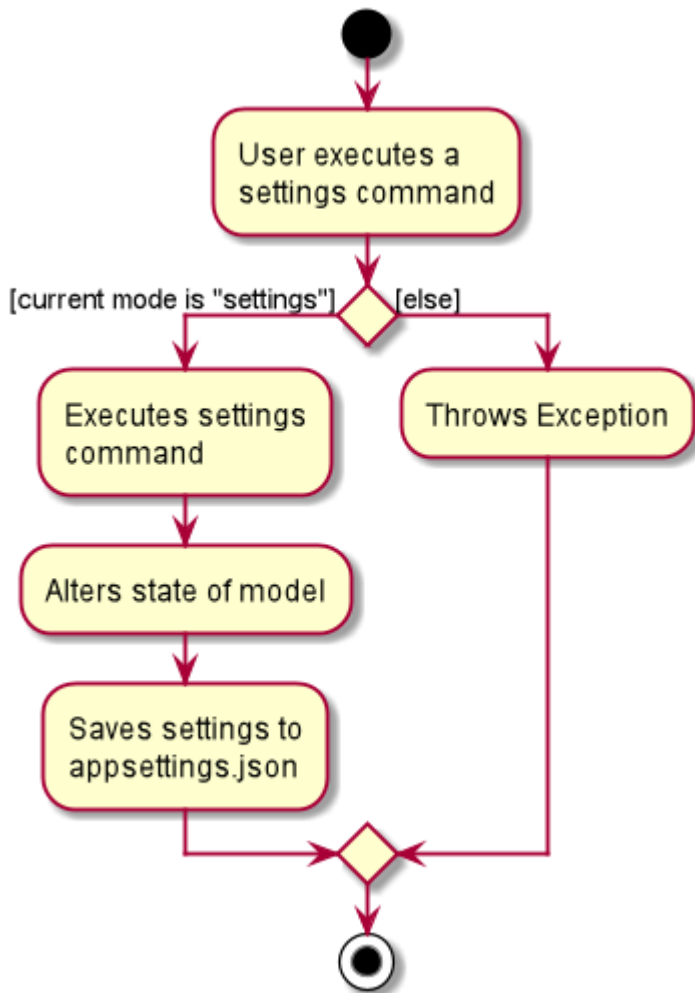 User executes a
settings command
[current mode is "settings"]
[else]
Executes settings
command
Throws Exception
Alters state of model
Saves settings to
appsettings.json